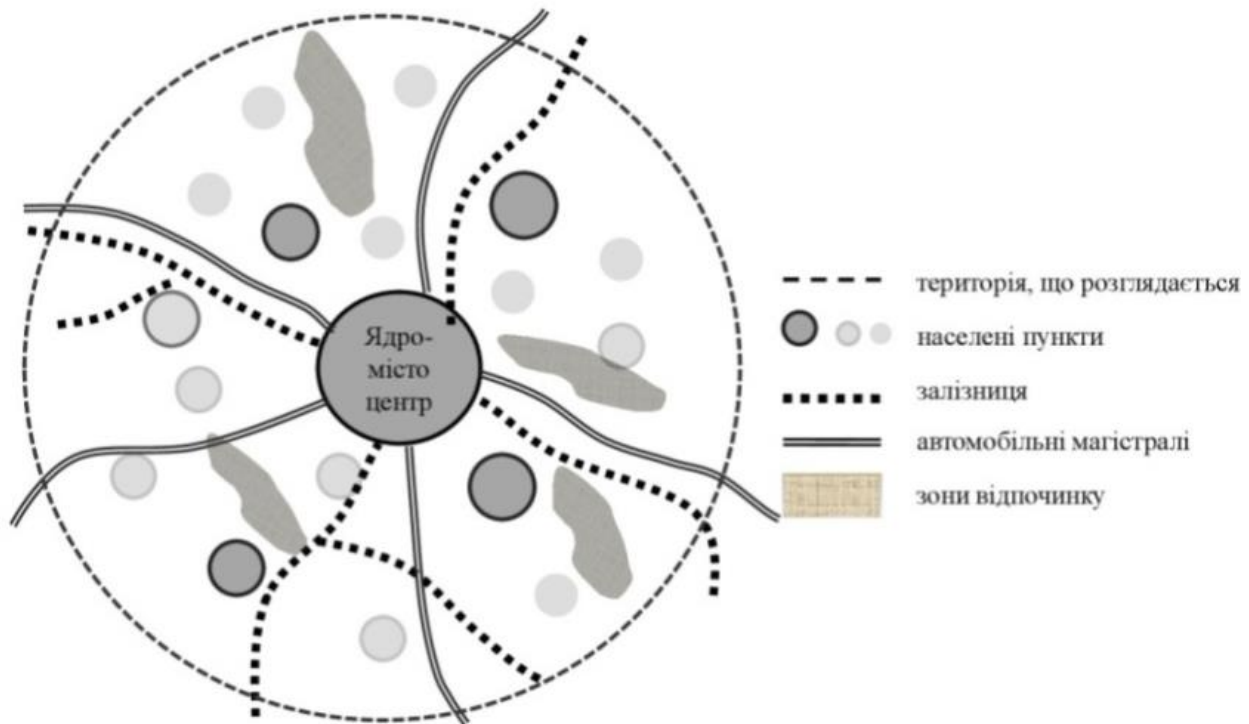 Ядро-
місто
центр
територія, що розглядається
населені пункти
залізниця
автомобільні магістралі
зони відпочинку